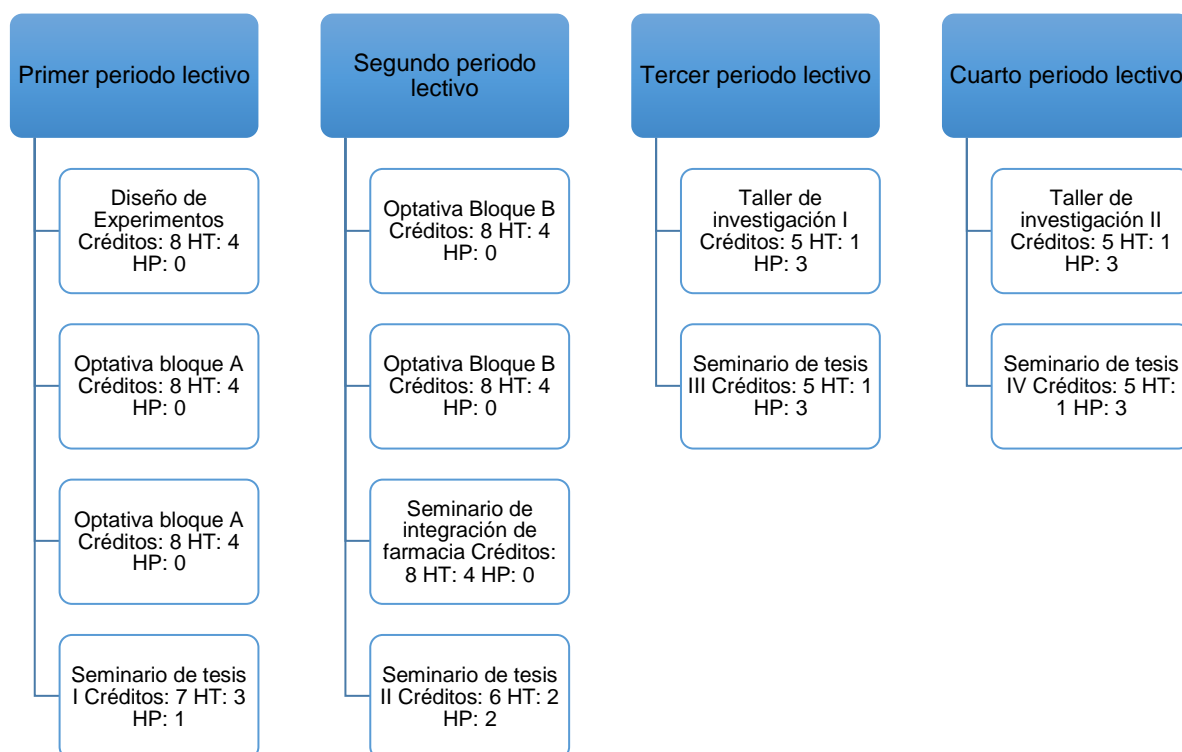 Primer periodo lectivo
Diseño de
Experimentos
Créditos: 8 HT: 4
HP: 0
Optativa bloque A
Créditos: 8 HT: 4
HP: 0
Optativa bloque A
Créditos: 8 HT: 4
HP: 0
Seminario de tesis
I Créditos: 7 HT: 3
HP: 1
Segundo periodo
lectivo
Optativa Bloque B
Créditos: 8 HT: 4
HP: 0
Optativa Bloque B
Créditos: 8 HT: 4
HP: 0
Seminario de
integración de
farmacia Créditos:
8 HT: 4 HP: 0
Seminario de tesis
II Créditos: 6 HT: 2
HP: 2
Tercer periodo lectivo
Taller de
investigación I
Créditos: 5 HT: 1
HP: 3
Seminario de tesis
III Créditos: 5 HT: 1
HP: 3
Cuarto periodo lectivo
Taller de
investigación II
Créditos: 5 HT: 1
HP: 3
Seminario de tesis
IV Créditos: 5 HT:
1 HP: 3